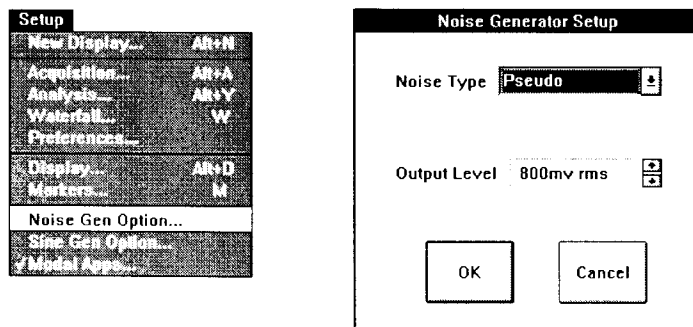 Setup
New Display... Alt+N
Acquisition... Alt+A
Analysis... Alt+Y
Waterfall... W
Preferences...
Display... Alt+D
Markers... M
Noise Gen Option...
Sine Gen Option...
√Modal Apps...
Noise Generator Setup
Noise Type Pseudo
Output Level 800mv rms
OK Cancel